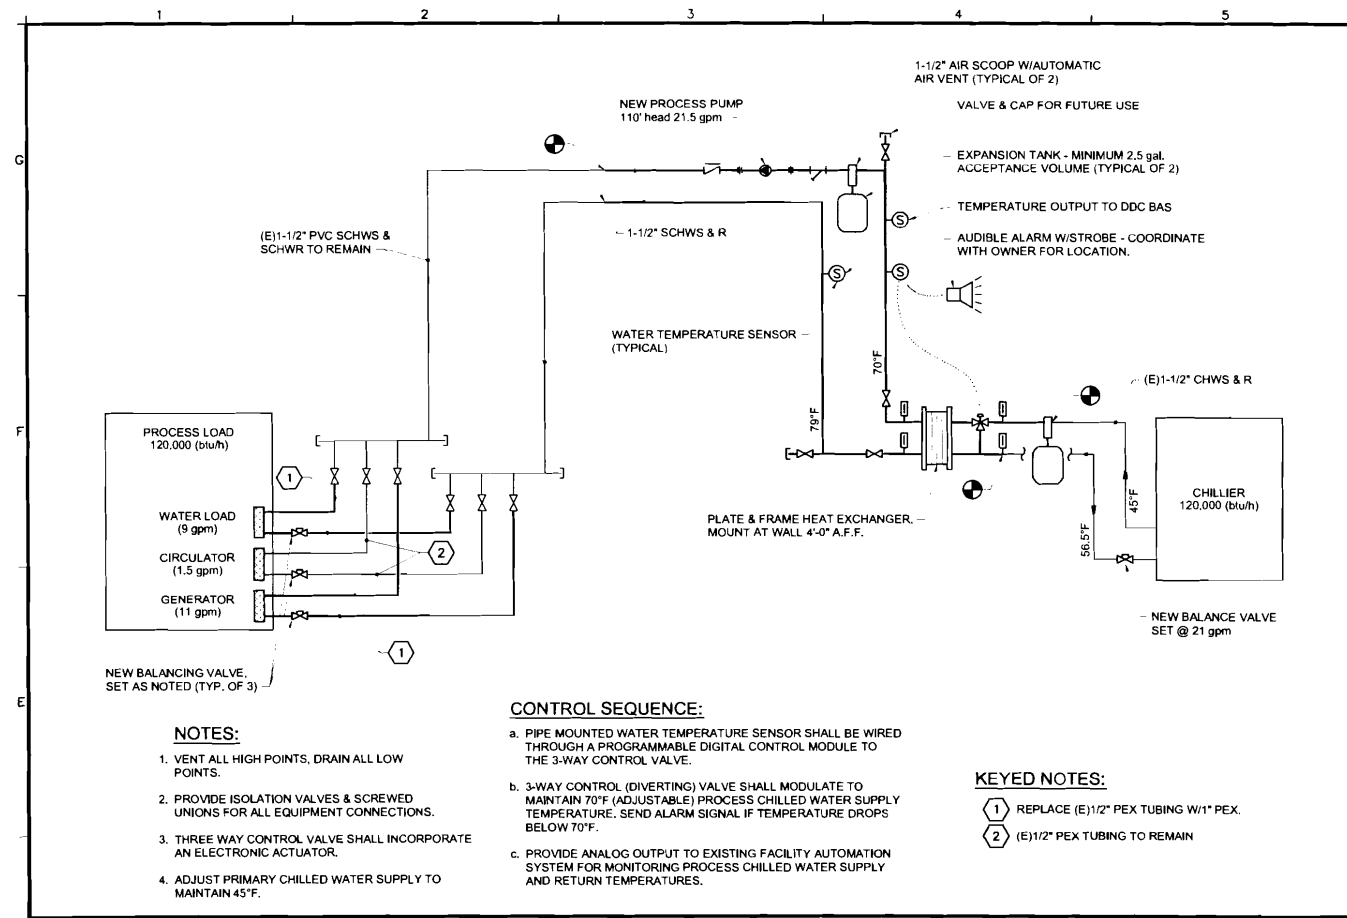 1 2 3 4 5
G
F
E
1-1/2" AIR SCOOP W/AUTOMATIC
AIR VENT (TYPICAL OF 2)
NEW PROCESS PUMP
110' head 21.5 gpm
VALVE & CAP FOR FUTURE USE
EXPANSION TANK - MINIMUM 2.5 gal.
ACCEPTANCE VOLUME (TYPICAL OF 2)
TEMPERATURE OUTPUT TO DDC BAS
S
(E)1-1/2" PVC SCHWS &
SCHWR TO REMAIN
1-1/2" SCHWS & R
AUDIBLE ALARM W/STROBE - COORDINATE
WITH OWNER FOR LOCATION.
S
S
WATER TEMPERATURE SENSOR
(TYPICAL)
70°F
79°F
(E)1-1/2" CHWS & R
PROCESS LOAD
120,000 (btu/h)
1
WATER LOAD
(9 gpm)
CIRCULATOR
(1.5 gpm)
GENERATOR
(11 gpm)
2
1
PLATE & FRAME HEAT EXCHANGER,
MOUNT AT WALL 4'-0" A.F.F.
45°F
56.5°F
CHILLIER
120,000 (btu/h)
NEW BALANCE VALVE
SET @ 21 gpm
NEW BALANCING VALVE,
SET AS NOTED (TYP. OF 3)
NOTES:
1. VENT ALL HIGH POINTS, DRAIN ALL LOW
POINTS.
2. PROVIDE ISOLATION VALVES & SCREWED
UNIONS FOR ALL EQUIPMENT CONNECTIONS.
3. THREE WAY CONTROL VALVE SHALL INCORPORATE
AN ELECTRONIC ACTUATOR.
4. ADJUST PRIMARY CHILLED WATER SUPPLY TO
MAINTAIN 45°F.
CONTROL SEQUENCE:
a. PIPE MOUNTED WATER TEMPERATURE SENSOR SHALL BE WIRED
THROUGH A PROGRAMMABLE DIGITAL CONTROL MODULE TO
THE 3-WAY CONTROL VALVE.
b. 3-WAY CONTROL (DIVERTING) VALVE SHALL MODULATE TO
MAINTAIN 70°F (ADJUSTABLE) PROCESS CHILLED WATER SUPPLY
TEMPERATURE. SEND ALARM SIGNAL IF TEMPERATURE DROPS
BELOW 70°F.
c. PROVIDE ANALOG OUTPUT TO EXISTING FACILITY AUTOMATION
SYSTEM FOR MONITORING PROCESS CHILLED WATER SUPPLY
AND RETURN TEMPERATURES.
KEYED NOTES:
1 REPLACE (E)1/2" PEX TUBING W/1" PEX.
2 (E)1/2" PEX TUBING TO REMAIN